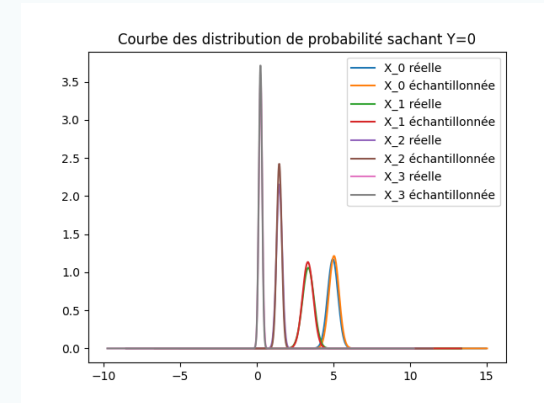 Courbe des distribution de probabilité sachant Y=0
X_0 réelle
X_0 échantillonnée
X_1 réelle
X_1 échantillonnée
X_2 réelle
X_2 échantillonnée
X_3 réelle
X_3 échantillonnée
3.5
3.0
2.5
2.0
1.5
1.0
0.5
0.0
−10 −5 0 5 10 15